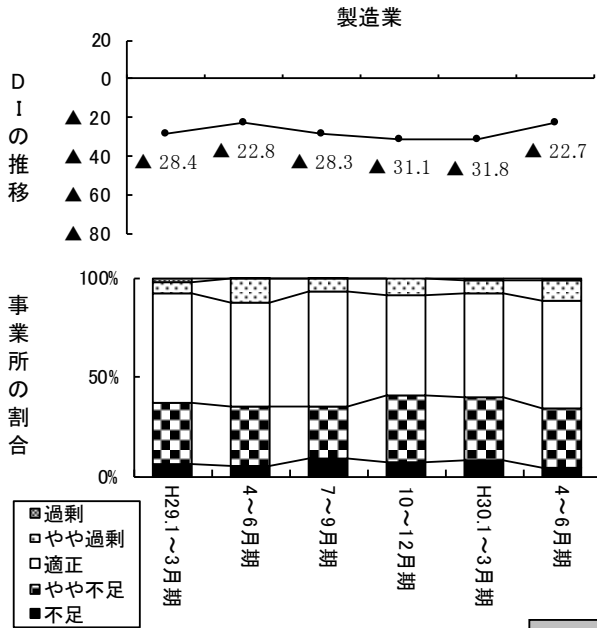 製造業
DIの推移
20
0
▲ 20
▲ 40
▲ 60
▲ 80
▲ 28.4
▲ 22.8
▲ 28.3
▲ 31.1
▲ 31.8
▲ 22.7
事業所の割合
100%
50%
0%
H29.1～3月期
4～6月期
7～9月期
10～12月期
H30.1～3月期
4～6月期
過剰
やや過剰
適正
やや不足
不足